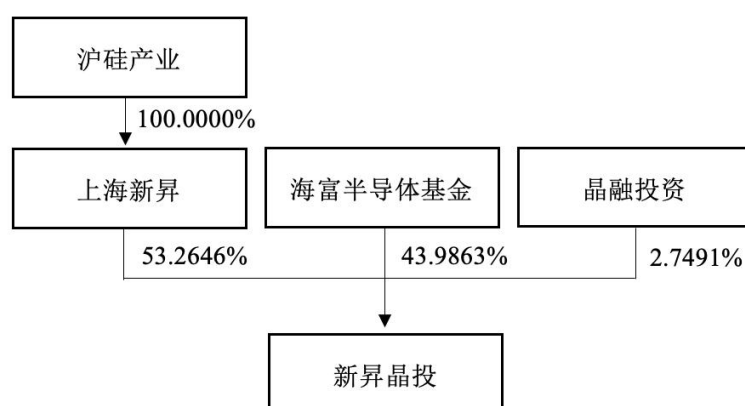 沪硅产业
100.0000%
上海新昇
海富半导体基金
晶融投资
53.2646%
43.9863%
2.7491%
新昇晶投